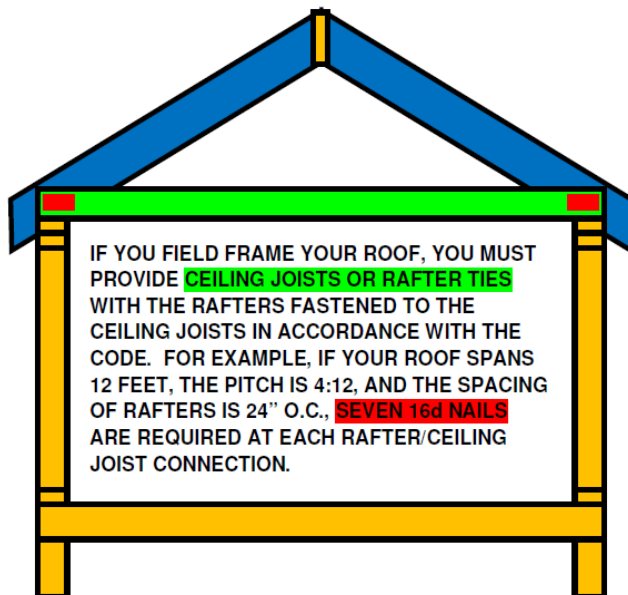 IF YOU FIELD FRAME YOUR ROOF, YOU MUST
PROVIDE CEILING JOISTS OR RAFTER TIES
WITH THE RAFTERS FASTENED TO THE
CEILING JOISTS IN ACCORDANCE WITH THE
CODE.  FOR EXAMPLE, IF YOUR ROOF SPANS
12 FEET, THE PITCH IS 4:12, AND THE SPACING
OF RAFTERS IS 24” O.C., SEVEN 16d NAILS
ARE REQUIRED AT EACH RAFTER/CEILING
JOIST CONNECTION.